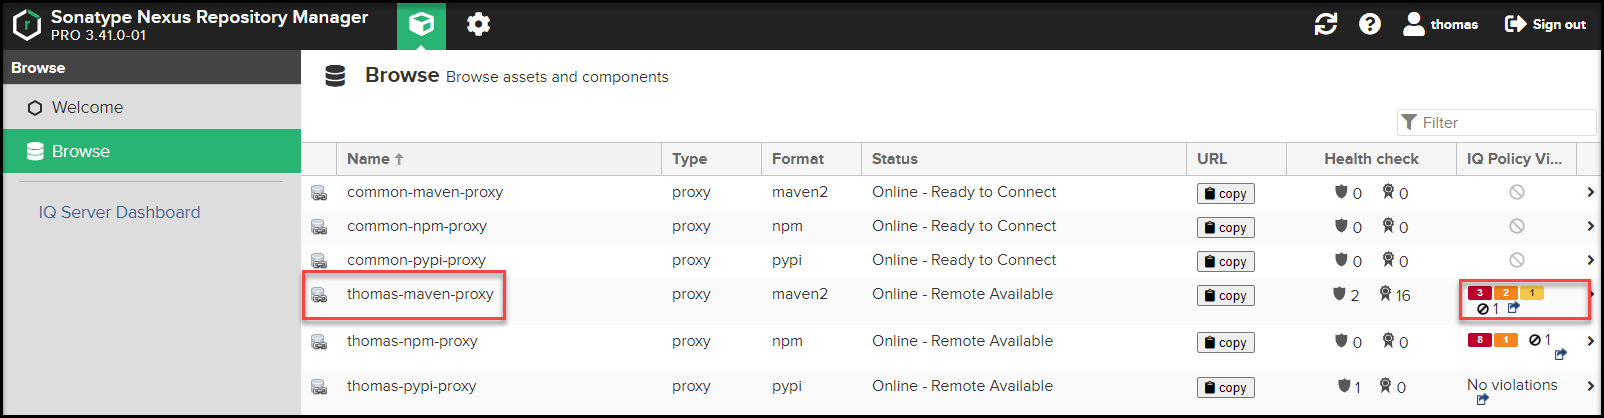 Sonatype Nexus Repository Manager
PRO 3.41.0-01
thomas
Sign out
Browse
Welcome
Browse
IQ Server Dashboard
Browse Browse assets and components
Filter
Name Type Format Status URL Health check IQ Policy Vi...
common-maven-proxy proxy maven2 Online - Ready to Connect copy 0 0
common-npm-proxy proxy npm Online - Ready to Connect copy 0 0
common-pypi-proxy proxy pypi Online - Ready to Connect copy 0 0
thomas-maven-proxy proxy maven2 Online - Remote Available copy 2 16 3 2 1
1
thomas-npm-proxy proxy npm Online - Remote Available copy 0 0 8 1 1
thomas-pypi-proxy proxy pypi Online - Remote Available copy 1 0 No violations